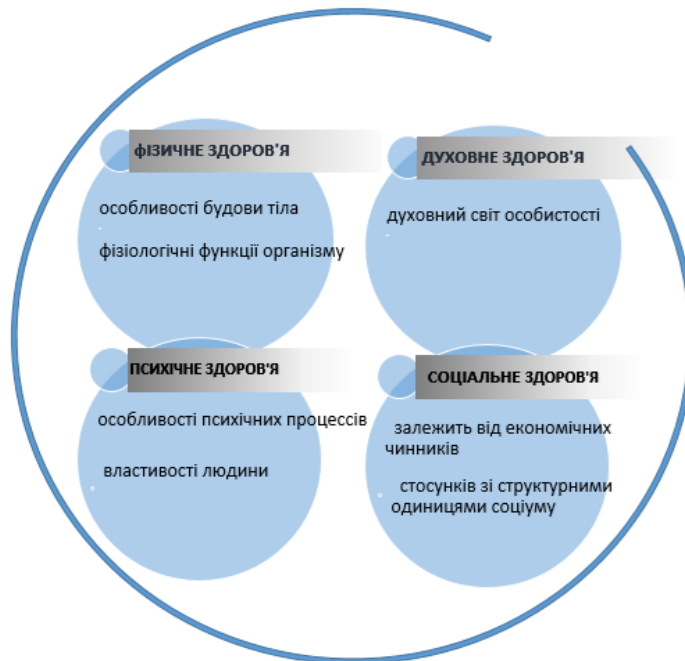 фІЗИЧНЕ ЗДОРОВ'Я
особливості будови тіла
фізіологічні функції організму
ДУХОВНЕ ЗДОРОВ'Я
духовний світ особистості
ПСИХІЧНЕ ЗДОРОВ'Я
особливості психічних процессів
властивості людини
СОЦІАЛЬНЕ ЗДОРОВ'Я
залежить від економічних
чинників
стосунків зі структурними
одиницями соціуму